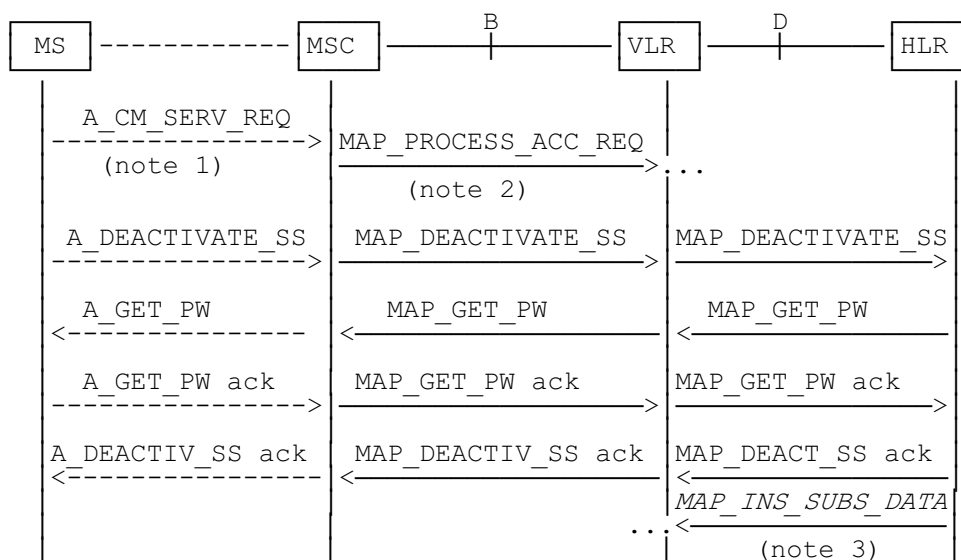 B D
MS MSC VLR HLR
A_CM_SERV_REQ
MAP_PROCESS_ACC_REQ
(note 1) ...
(note 2)
A_DEACTIVATE_SS MAP_DEACTIVATE_SS MAP_DEACTIVATE_SS
A_GET_PW MAP_GET_PW MAP_GET_PW
A_GET_PW ack MAP_GET_PW ack MAP_GET_PW ack
A_DEACTIV_SS ack MAP_DEACTIV_SS ack MAP_DEACT_SS ack
MAP_INS_SUBS_DATA
...
(note 3)